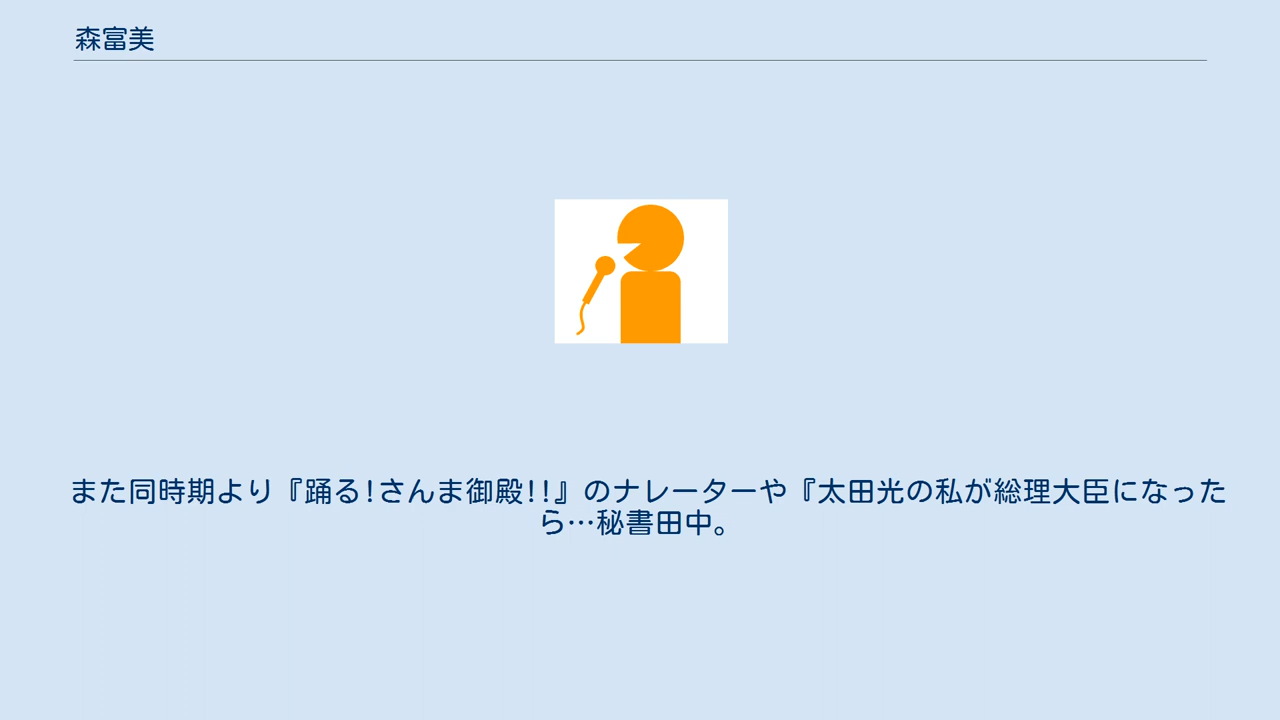 森富美
また同時期より『踊る!さんま御殿!!』のナレーターや『太田光の私が総理大臣になった
ら…秘書田中。